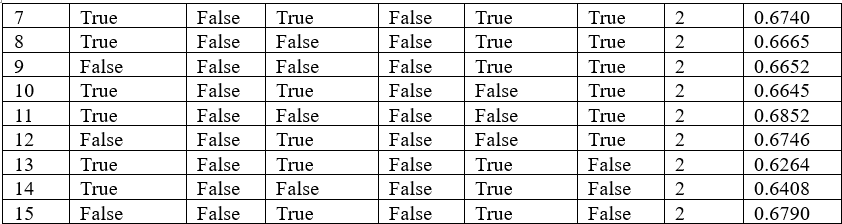 7 True False True False True True 2 0.6740
8 True False False False True True 2 0.6665
9 False False False False True True 2 0.6652
10 True False True False False True 2 0.6645
11 True False False False False True 2 0.6852
12 False False True False False True 2 0.6746
13 True False True False True False 2 0.6264
14 True False False False True False 2 0.6408
15 False False True False True False 2 0.6790